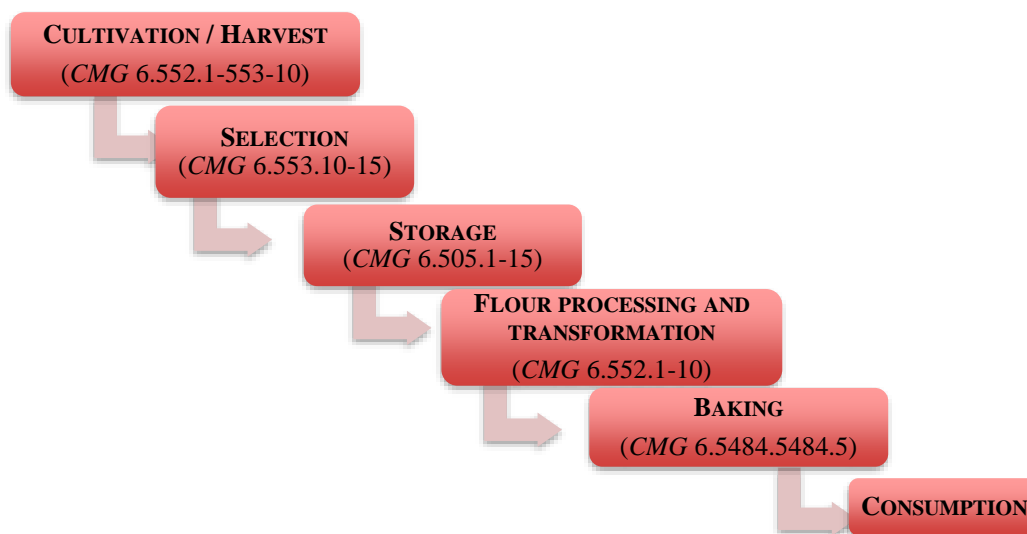 CULTIVATION / HARVEST
(CMG 6.552.1-553-10)
SELECTION
(CMG 6.553.10-15)
STORAGE
(CMG 6.505.1-15)
FLOUR PROCESSING AND
TRANSFORMATION
(CMG 6.552.1-10)
BAKING
(CMG 6.5484.5484.5)
CONSUMPTION